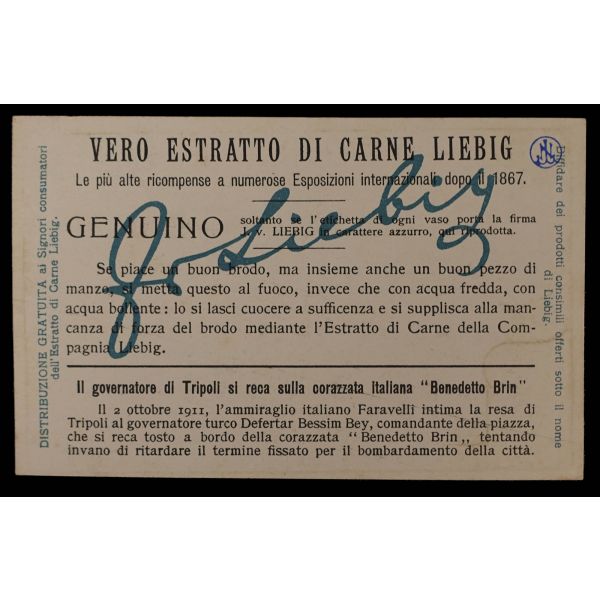 VERO ESTRATTO DI CARNE LIEBIG
Le più alte ricompense a numerose Esposizioni internazionali dopo il 1867.
GENUINO soltanto se l'etichetta di ogni vaso porta la firma
J. v. LIEBIG in carattere azzurro, qui riprodotta.
Se piace un buon brodo, ma insieme anche un buon pezzo di
manzo, si metta questo al fuoco, invece che con acqua fredda, con
acqua bollente: lo si lasci cuocere a sufficenza e si supplisca alla man-
canza di forza del brodo mediante l'Estratto di Carne della Com-
pagnia Liebig.
Il governatore di Tripoli si reca sulla corazzata italiana "Benedetto Brin"
Il 2 ottobre 1911, l'ammiraglio italiano Faravelli intima la resa di
Tripoli al governatore turco Defertar Bessim Bey, comandante della piazza,
che si reca tosto a bordo della corazzata "Benedetto Brin„ tentando
invano di ritardare il termine fissato per il bombardamento della città.
DISTRIBUZIONE GRATUITA ai Signori consumatori
dell'Estratto di Carne Liebig.
Diffidare dei prodotti consimili offerti sotto il nome
di Liebig.
J v Liebig